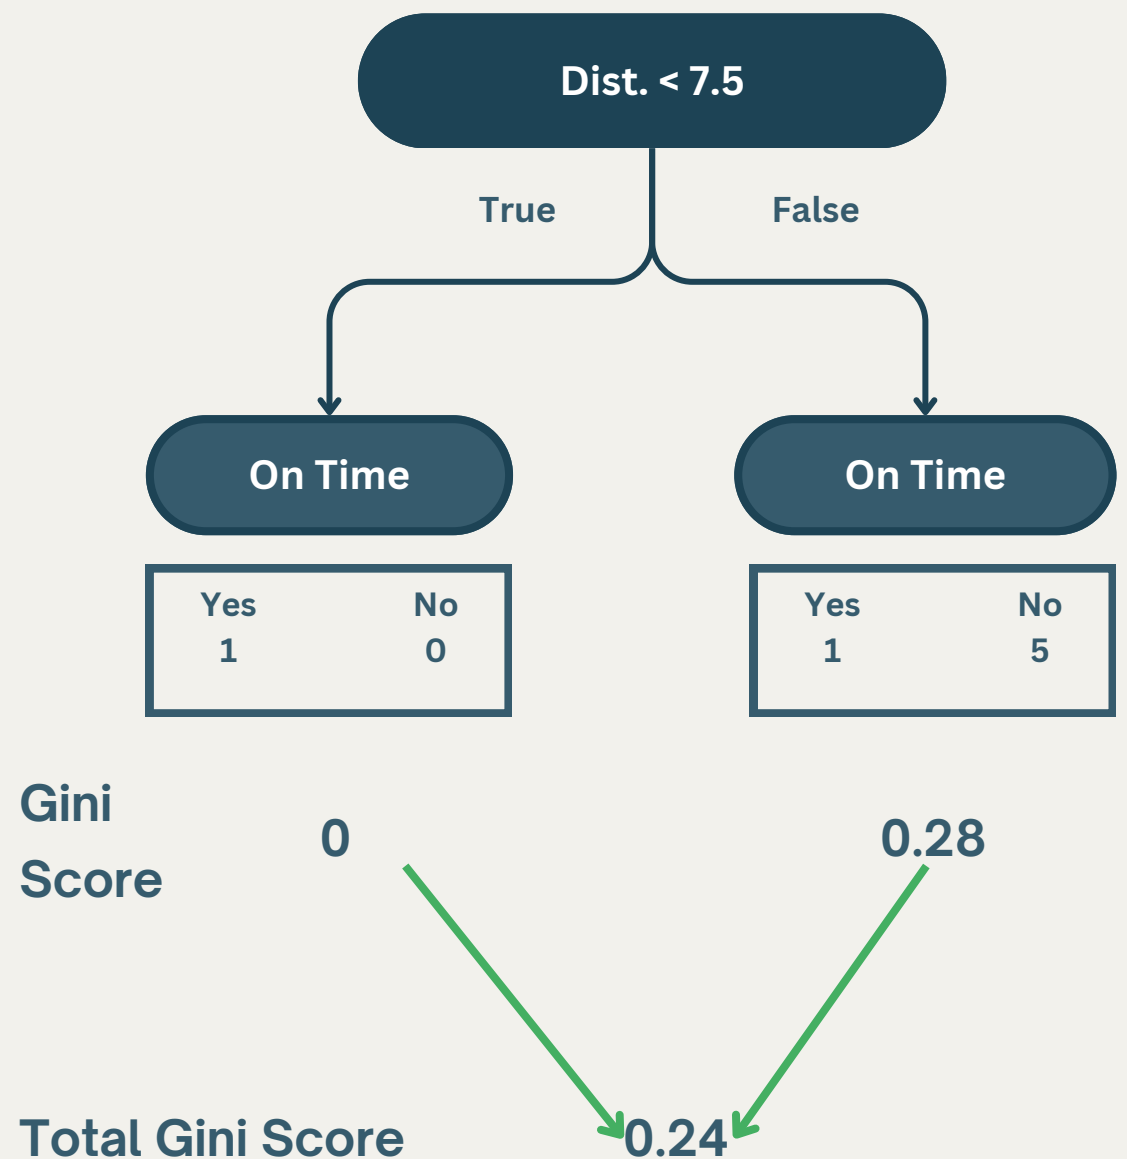 Dist. < 7.5
True False
On Time On Time
Yes No Yes No
1 0 1 5
Gini
Score
0 0.28
Total Gini Score 0.24